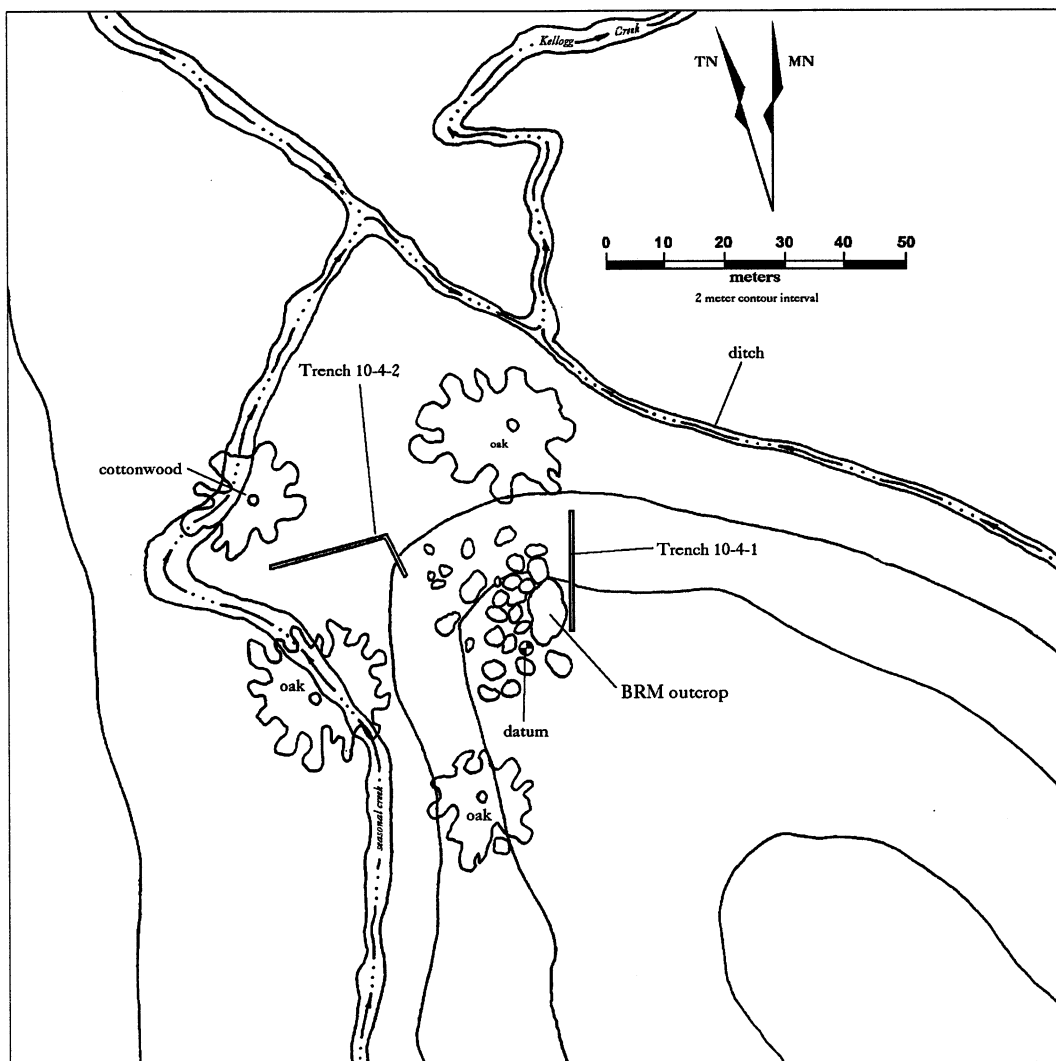 Kellogg Creek
TN MN
0 10 20 30 40 50
meters
2 meter contour interval
ditch
Trench 10-4-2
oak
cottonwood
Trench 10-4-1
oak
BRM outcrop
datum
oak
seasonal creek